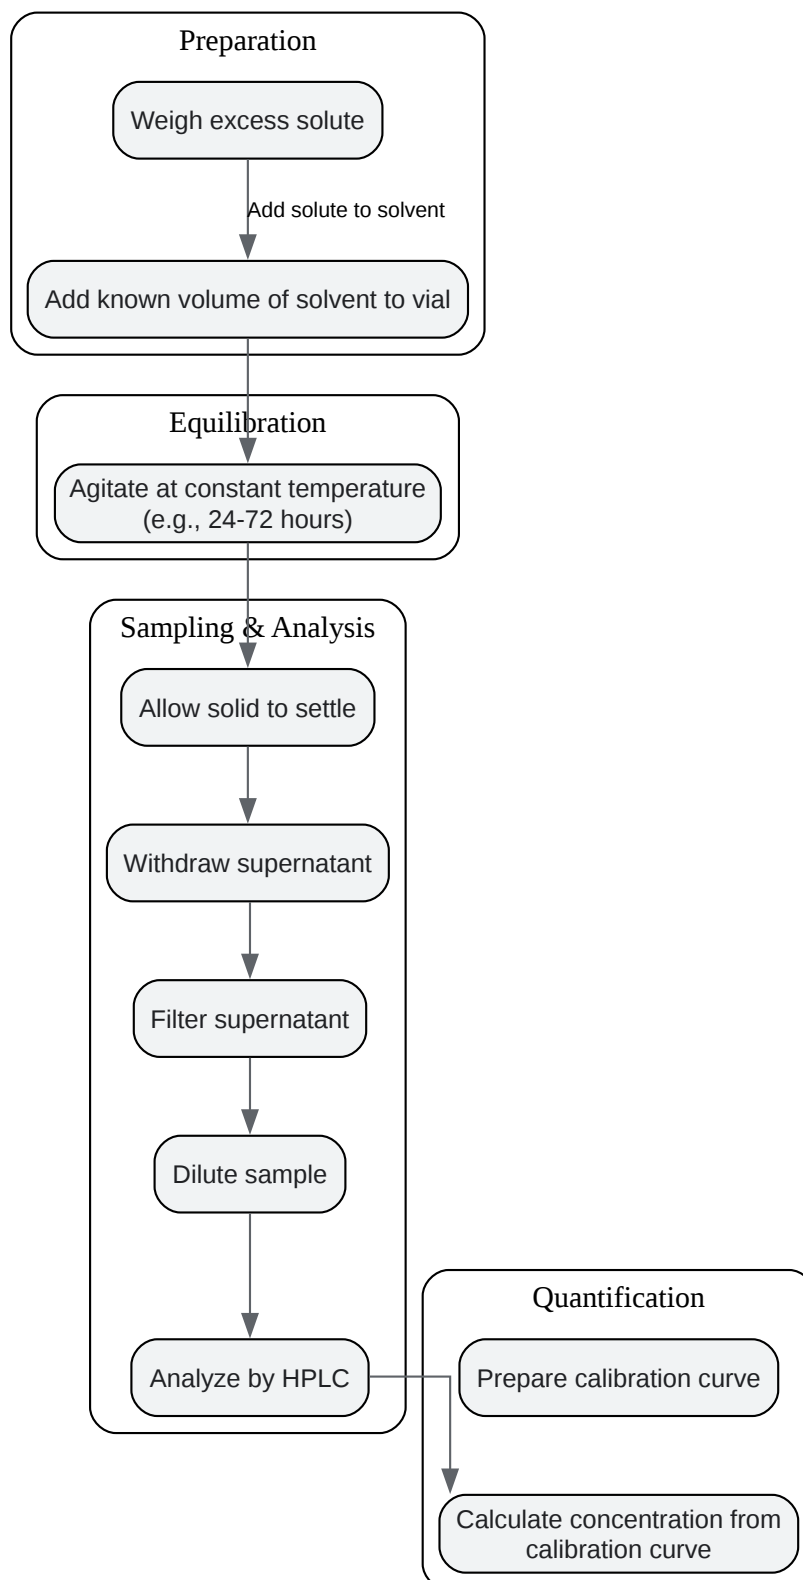 Preparation
Weigh excess solute
Add solute to solvent
Add known volume of solvent to vial
Equilibration
Agitate at constant temperature
(e.g., 24-72 hours)
Sampling & Analysis
Allow solid to settle
Withdraw supernatant
Filter supernatant
Dilute sample
Analyze by HPLC
Quantification
Prepare calibration curve
Calculate concentration from
calibration curve